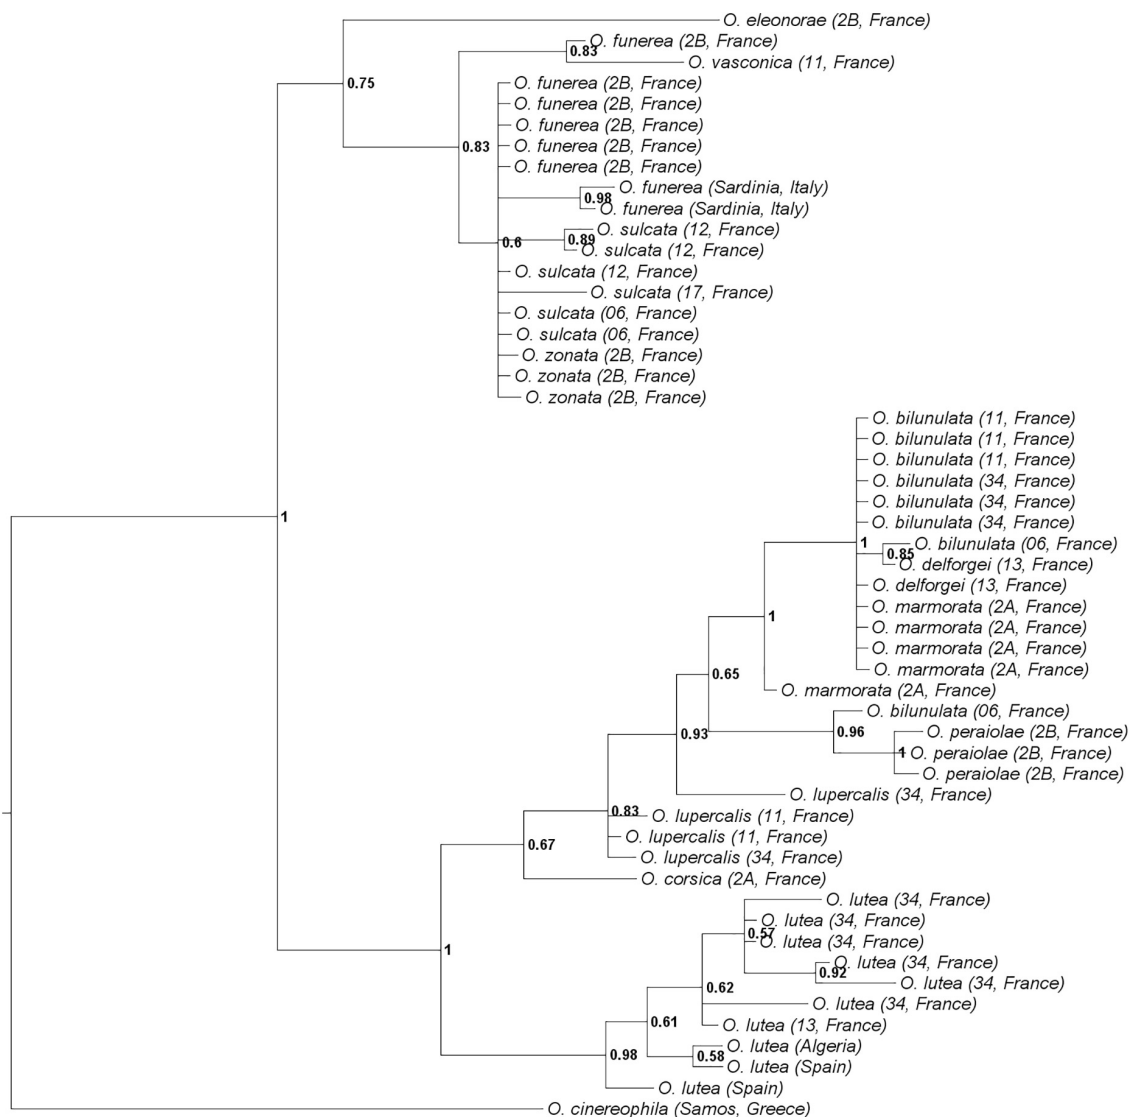 O. eleonorae (2B, France)
O. funerea (2B, France)
0.83
O. vasconica (11, France)
0.75
O. funerea (2B, France)
O. funerea (2B, France)
O. funerea (2B, France)
O. funerea (2B, France)
0.83
O. funerea (2B, France)
O. funerea (Sardinia, Italy)
0.98
O. funerea (Sardinia, Italy)
O. sulcata (12, France)
0.6
0.89
O. sulcata (12, France)
O. sulcata (12, France)
O. sulcata (17, France)
O. sulcata (06, France)
O. sulcata (06, France)
O. zonata (2B, France)
O. zonata (2B, France)
O. zonata (2B, France)
O. bilunulata (11, France)
O. bilunulata (11, France)
O. bilunulata (11, France)
O. bilunulata (34, France)
O. bilunulata (34, France)
1
O. bilunulata (34, France)
1
O. bilunulata (06, France)
0.85
O. delforgei (13, France)
O. delforgei (13, France)
O. marmorata (2A, France)
1
O. marmorata (2A, France)
O. marmorata (2A, France)
O. marmorata (2A, France)
0.65
O. marmorata (2A, France)
O. bilunulata (06, France)
0.93
0.96
O. peraiolae (2B, France)
1
O. peraiolae (2B, France)
O. peraiolae (2B, France)
O. lupercalis (34, France)
0.83
O. lupercalis (11, France)
O. lupercalis (11, France)
0.67
O. lupercalis (34, France)
O. corsica (2A, France)
O. lutea (34, France)
O. lutea (34, France)
0.57
O. lutea (34, France)
1
O. lutea (34, France)
0.92
O. lutea (34, France)
0.62
O. lutea (34, France)
0.61
O. lutea (13, France)
O. lutea (Algeria)
0.98
0.58
O. lutea (Spain)
O. lutea (Spain)
O. cinereophila (Samos, Greece)